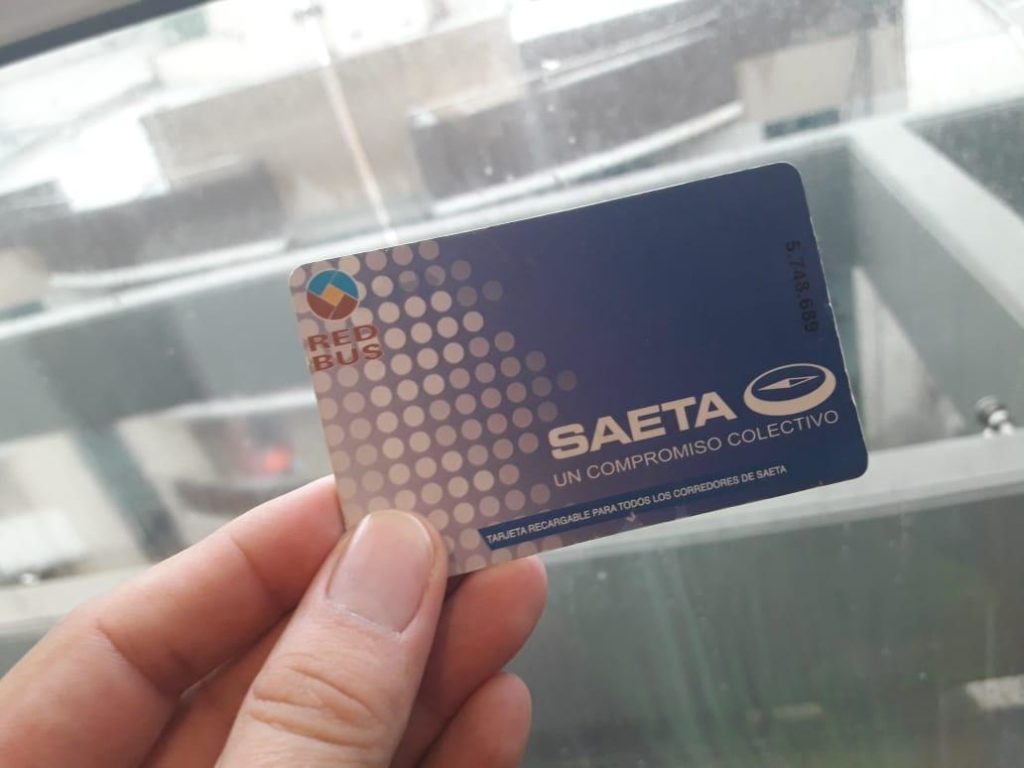 RED
BUS
5.748.689
SAETA
UN COMPROMISO COLECTIVO
TARJETA RECARGABLE PARA TODOS LOS CORREDORES DE SAETA